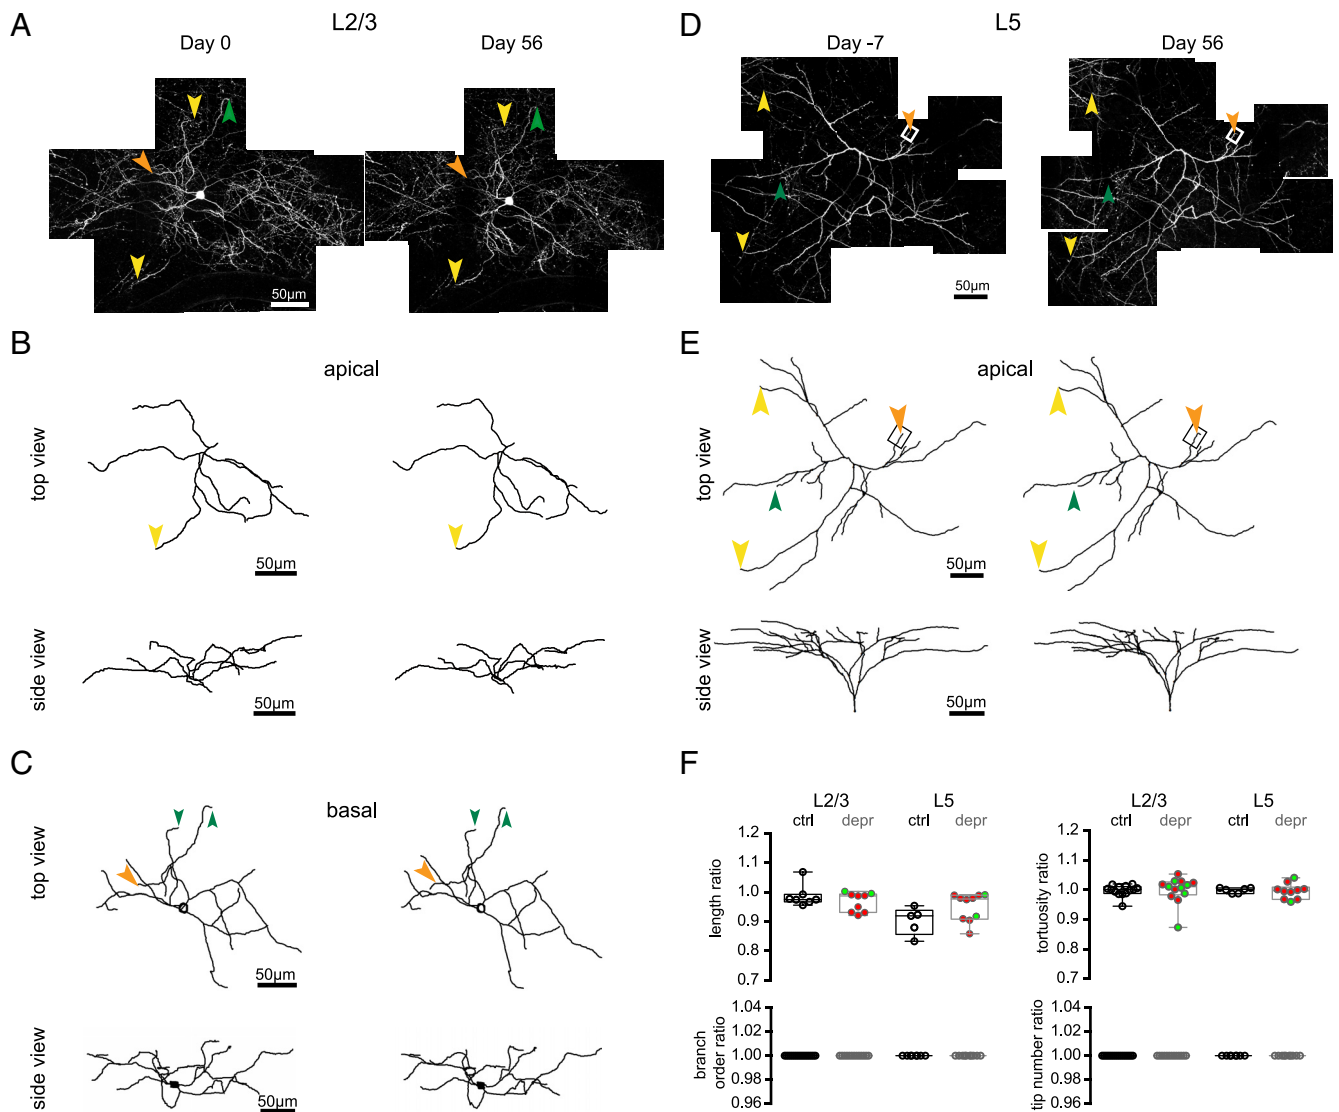 A
L2/3
Day 0
Day 56
50µm
B
apical
top view
50µm
side view
50µm
C
basal
top view
50µm
side view
50µm
D
L5
Day -7
Day 56
50µm
E
apical
top view
50µm
side view
50µm
F
L2/3
L5
ctrl
depr
ctrl
depr
length ratio
1.2
1.1
1.0
0.9
0.8
0.7
branch
order ratio
1.04
1.02
1.00
0.98
0.96
L2/3
L5
ctrl
depr
ctrl
depr
tortuosity ratio
1.2
1.1
1.0
0.9
0.8
0.7
tip number ratio
1.04
1.02
1.00
0.98
0.96